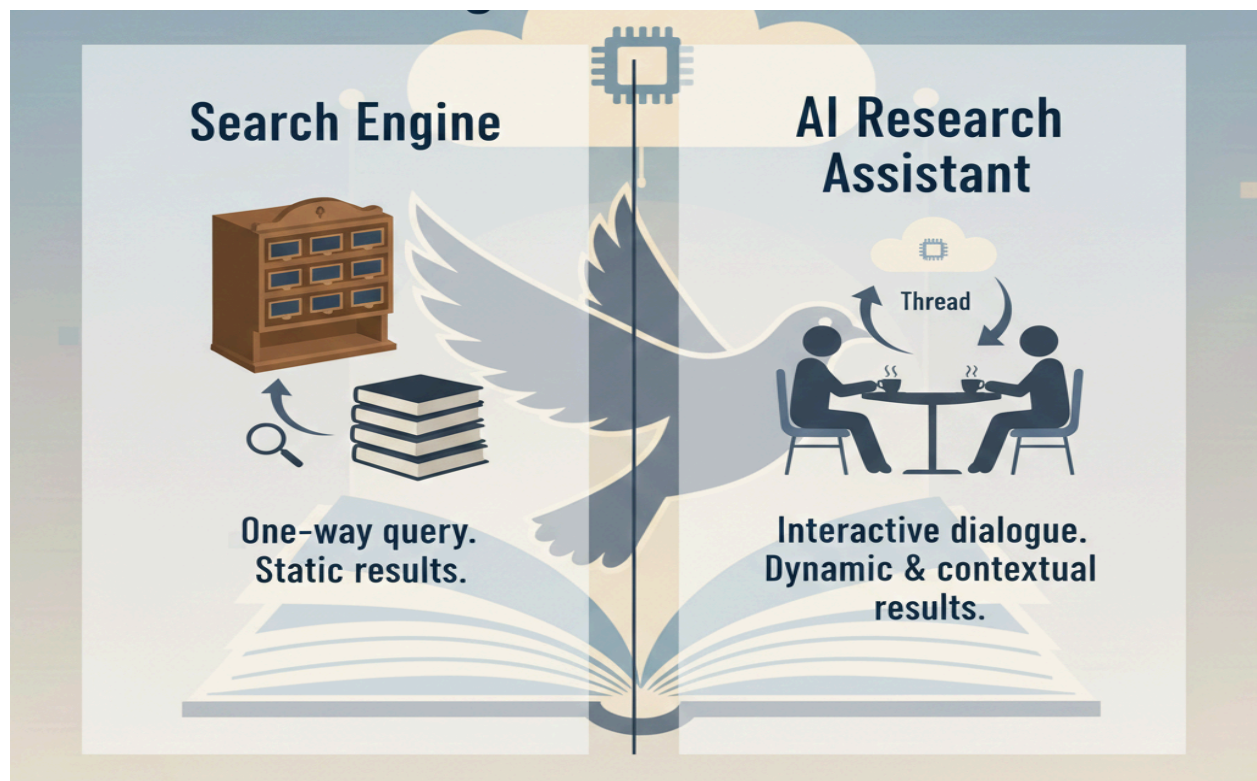 Search Engine
One-way query.
Static results.
AI Research
Assistant
Thread
Interactive dialogue.
Dynamic & contextual
results.